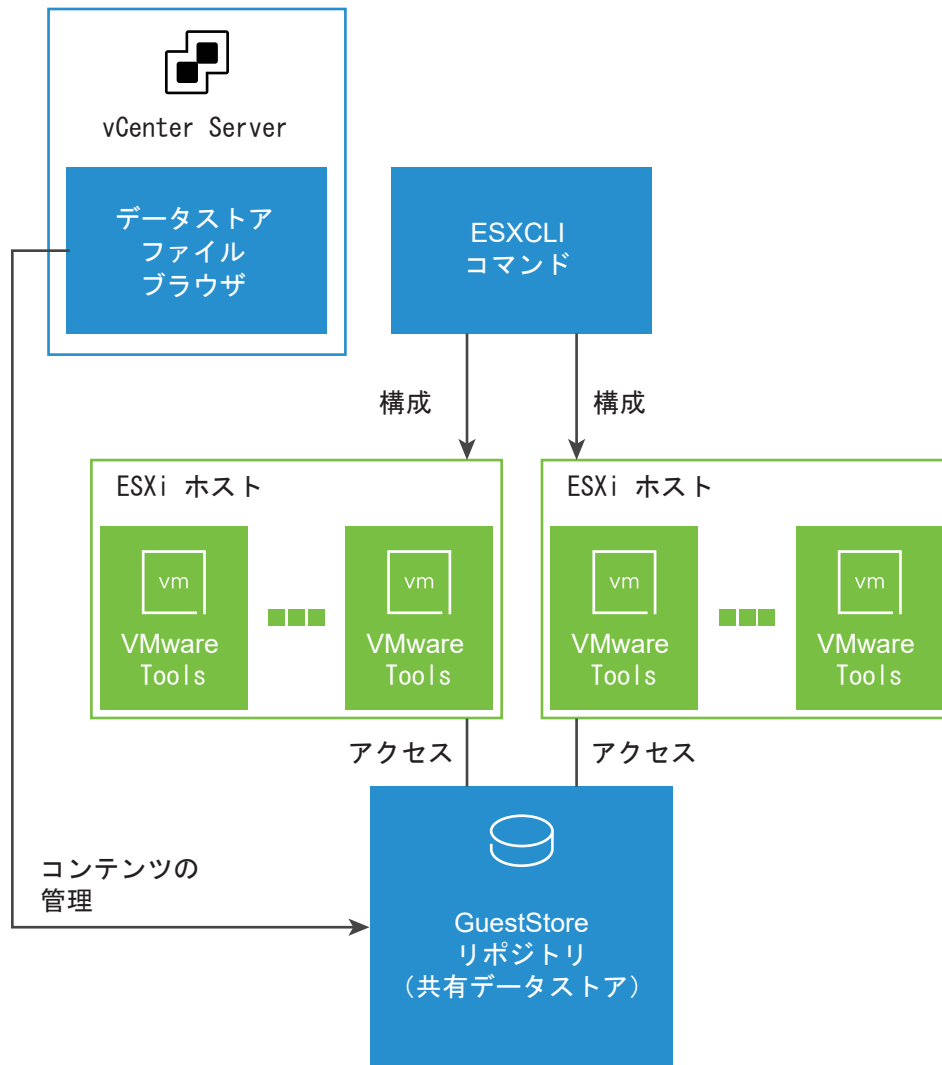 vCenter Server
データストア
ファイル
ブラウザ
ESXCLI
コマンド
構成
構成
ESXi ホスト
vm
VMware
Tools
vm
VMware
Tools
ESXi ホスト
vm
VMware
Tools
vm
VMware
Tools
アクセス
アクセス
コンテンツの
管理
GuestStore
リポジトリ
（共有データストア）